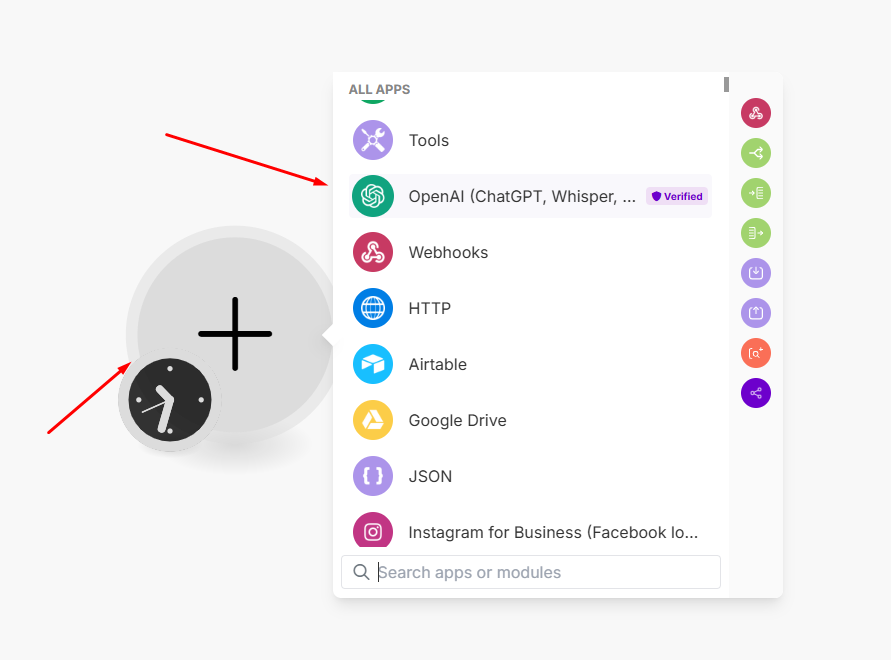 ALL APPS
Tools
OpenAI (ChatGPT, Whisper, ...
Verified
Webhooks
HTTP
Airtable
Google Drive
JSON
Instagram for Business (Facebook lo...
Search apps or modules